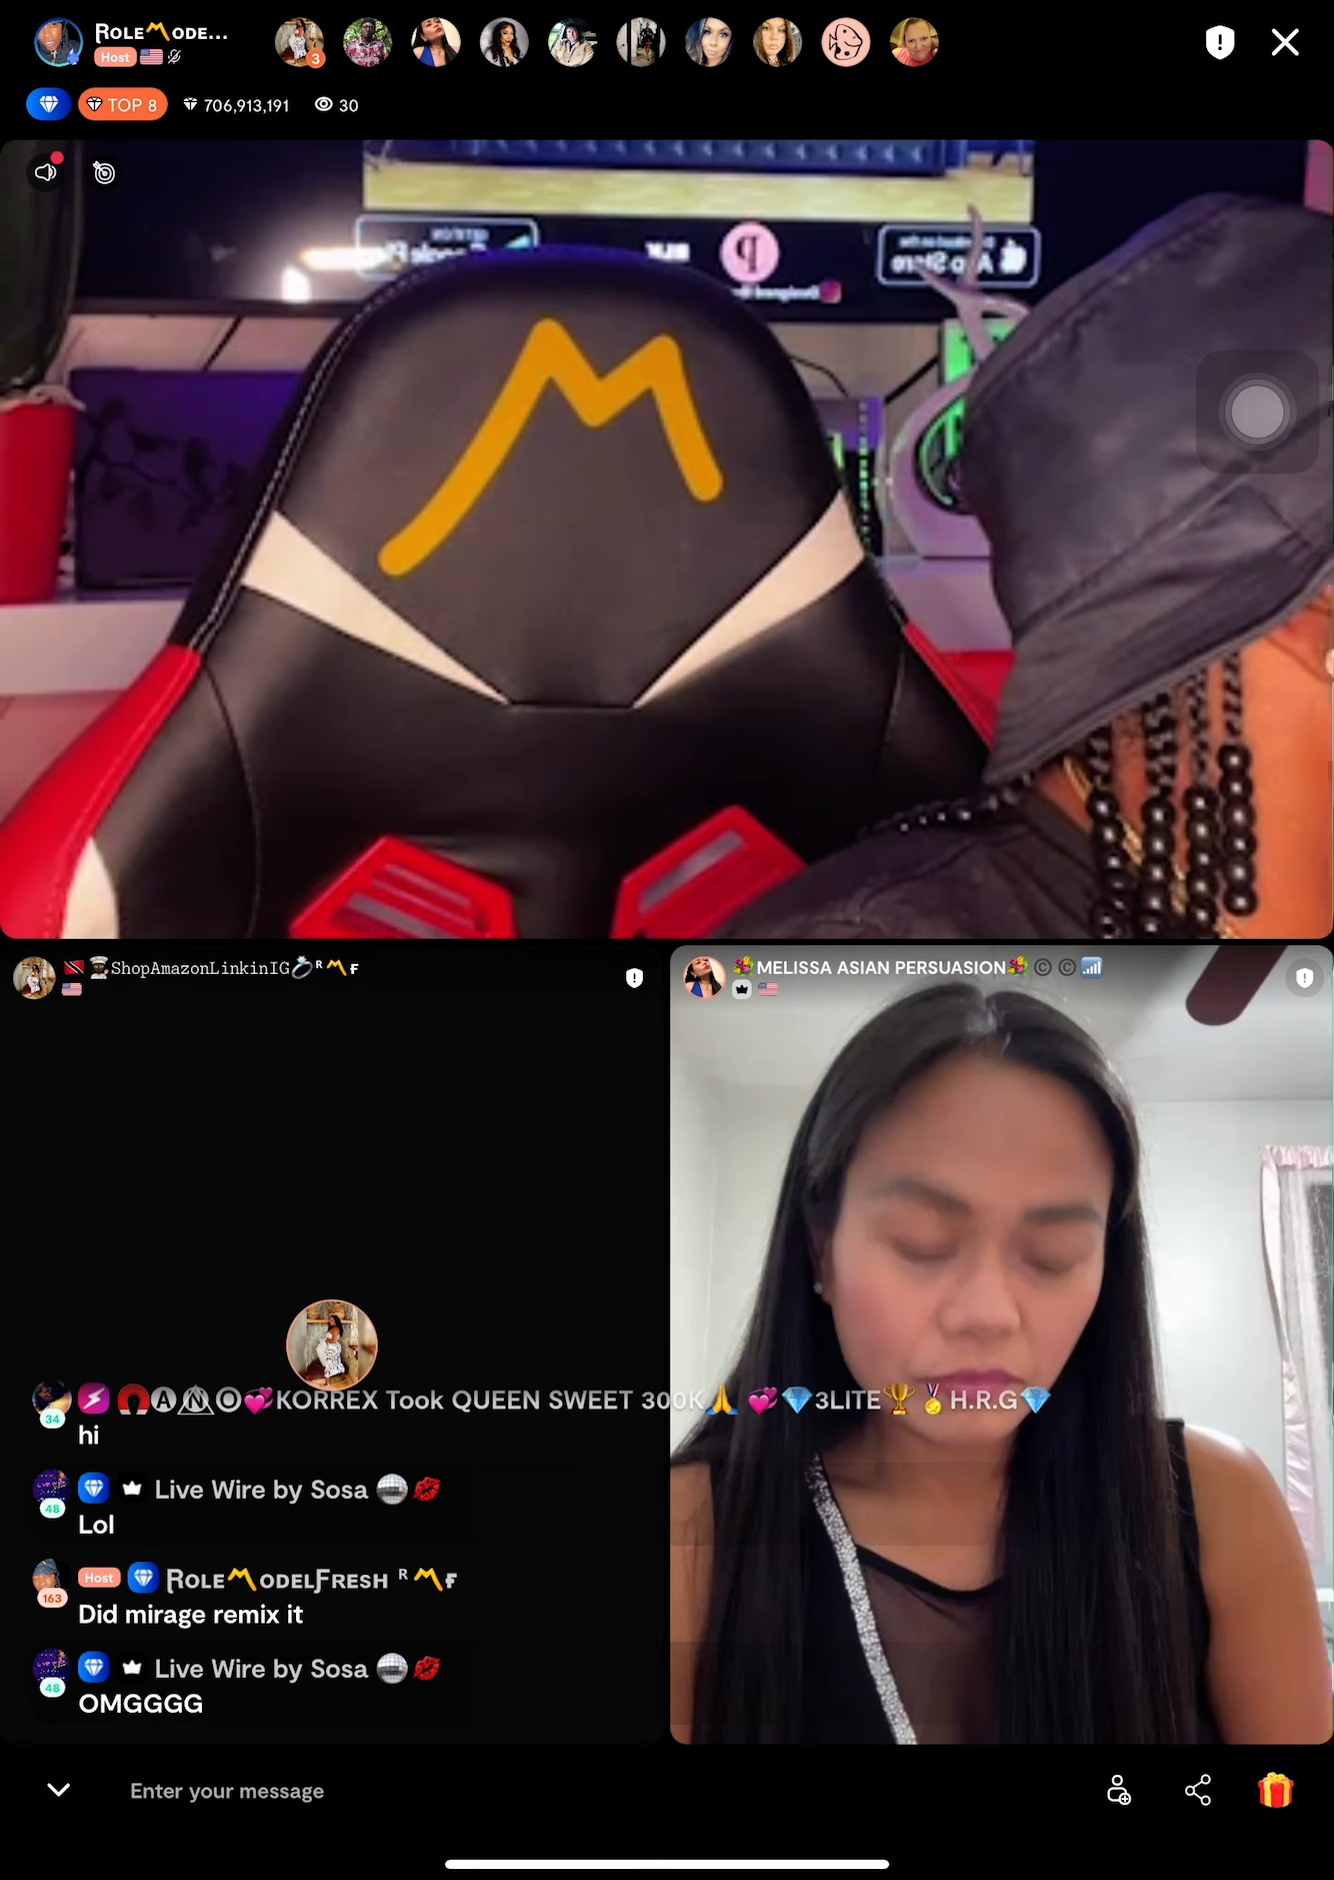 RoleModE...
Host
TOP 8
706,913,191
30
ShopAmazonLinkinIG💍ᴿ〽️ꜰ
💐MELISSA ASIAN PERSUASION💐©️©️📶
🧲🅐🅝🅞💞KORREX Took QUEEN SWEET 300K🙏 💞💎3LITE🏆🏅H.R.G💎
34
hi
Live Wire by Sosa 🪩💋
48
Lol
Host Role〽️odelFresh ᴿ〽️ꜰ
163
Did mirage remix it
Live Wire by Sosa 🪩💋
48
OMGGGG
Enter your message